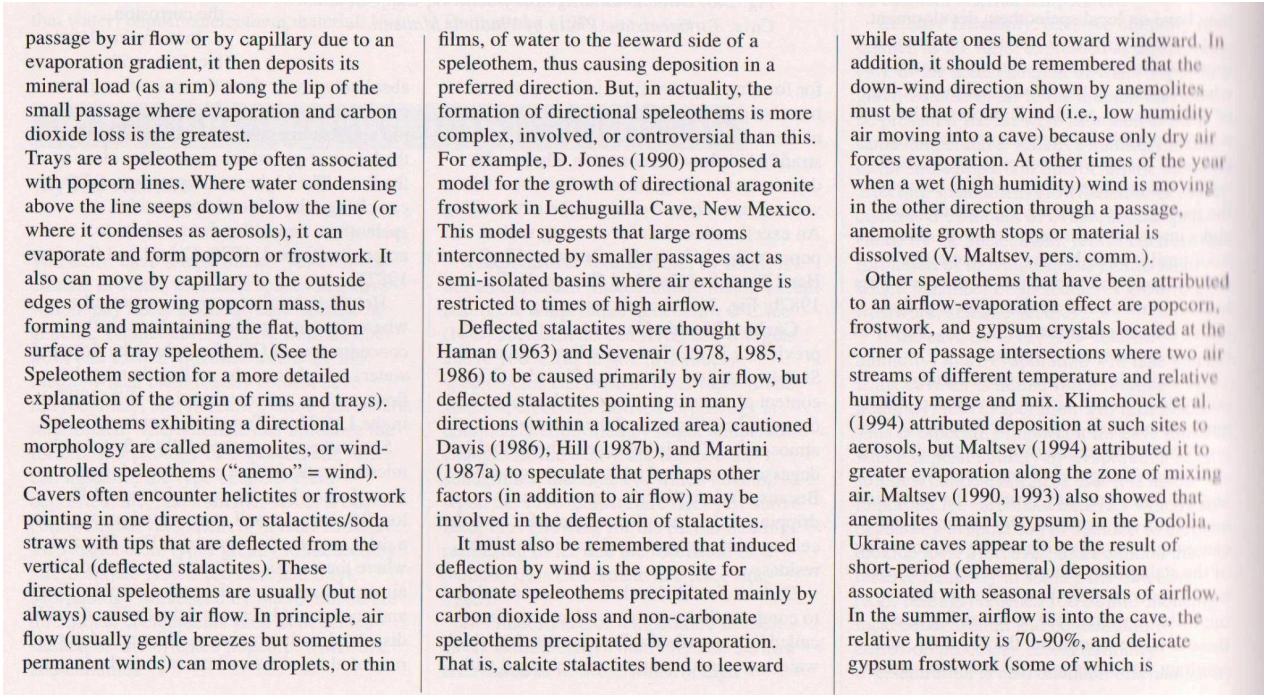 passage by air flow or by capillary due to an
evaporation gradient, it then deposits its
mineral load (as a rim) along the lip of the
small passage where evaporation and carbon
dioxide loss is the greatest.
Trays are a speleothem type often associated
with popcorn lines. Where water condensing
above the line seeps down below the line (or
where it condenses as aerosols), it can
evaporate and form popcorn or frostwork. It
also can move by capillary to the outside
edges of the growing popcorn mass, thus
forming and maintaining the flat, bottom
surface of a tray speleothem. (See the
Speleothem section for a more detailed
explanation of the origin of rims and trays).
Speleothems exhibiting a directional
morphology are called anemolites, or wind-
controlled speleothems (“anemo” = wind).
Cavers often encounter helictites or frostwork
pointing in one direction, or stalactites/soda
straws with tips that are deflected from the
vertical (deflected stalactites). These
directional speleothems are usually (but not
always) caused by air flow. In principle, air
flow (usually gentle breezes but sometimes
permanent winds) can move droplets, or thin
films, of water to the leeward side of a
speleothem, thus causing deposition in a
preferred direction. But, in actuality, the
formation of directional speleothems is more
complex, involved, or controversial than this.
For example, D. Jones (1990) proposed a
model for the growth of directional aragonite
frostwork in Lechuguilla Cave, New Mexico.
This model suggests that large rooms
interconnected by smaller passages act as
semi-isolated basins where air exchange is
restricted to times of high airflow.
Deflected stalactites were thought by
Haman (1963) and Sevenair (1978, 1985,
1986) to be caused primarily by air flow, but
deflected stalactites pointing in many
directions (within a localized area) cautioned
Davis (1986), Hill (1987b), and Martini
(1987a) to speculate that perhaps other
factors (in addition to air flow) may be
involved in the deflection of stalactites.
It must also be remembered that induced
deflection by wind is the opposite for
carbonate speleothems precipitated mainly by
carbon dioxide loss and non-carbonate
speleothems precipitated by evaporation.
That is, calcite stalactites bend to leeward
while sulfate ones bend toward windward. In
addition, it should be remembered that the
down-wind direction shown by anemolites
must be that of dry wind (i.e., low humidity
air moving into a cave) because only dry air
forces evaporation. At other times of the year
when a wet (high humidity) wind is moving
in the other direction through a passage,
anemolite growth stops or material is
dissolved (V. Maltsev, pers. comm.).
Other speleothems that have been attributed
to an airflow-evaporation effect are popcorn,
frostwork, and gypsum crystals located at the
corner of passage intersections where two air
streams of different temperature and relative
humidity merge and mix. Klimchouck et al.
(1994) attributed deposition at such sites to
aerosols, but Maltsev (1994) attributed it to
greater evaporation along the zone of mixing
air. Maltsev (1990, 1993) also showed that
anemolites (mainly gypsum) in the Podolia,
Ukraine caves appear to be the result of
short-period (ephemeral) deposition
associated with seasonal reversals of airflow.
In the summer, airflow is into the cave, the
relative humidity is 70-90%, and delicate
gypsum frostwork (some of which is